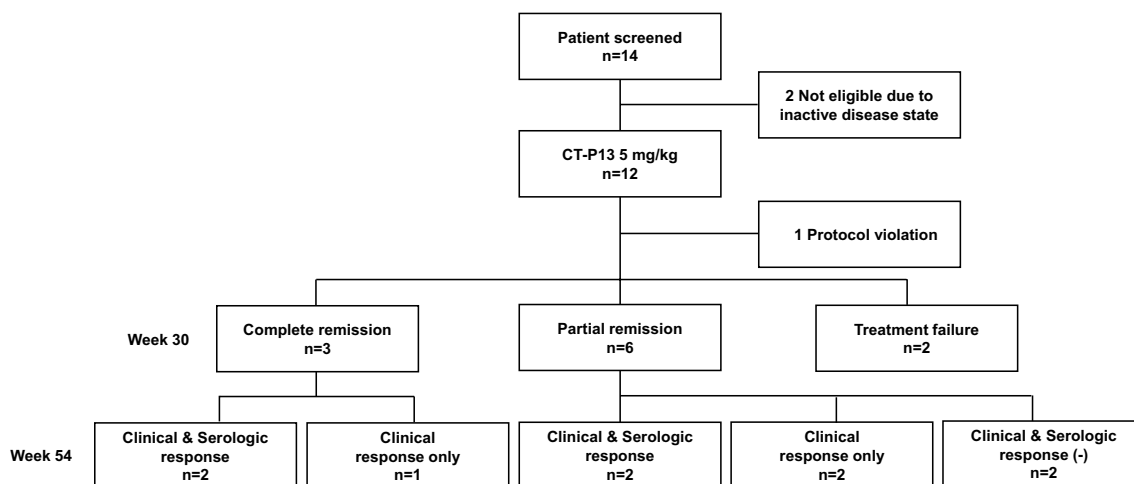 Patient screened
n=14
2 Not eligible due to
inactive disease state
CT-P13 5 mg/kg
n=12
1 Protocol violation
Week 30
Complete remission
n=3
Partial remission
n=6
Treatment failure
n=2
Week 54
Clinical & Serologic
response
n=2
Clinical
response only
n=1
Clinical & Serologic
response
n=2
Clinical
response only
n=2
Clinical & Serologic
response (-)
n=2